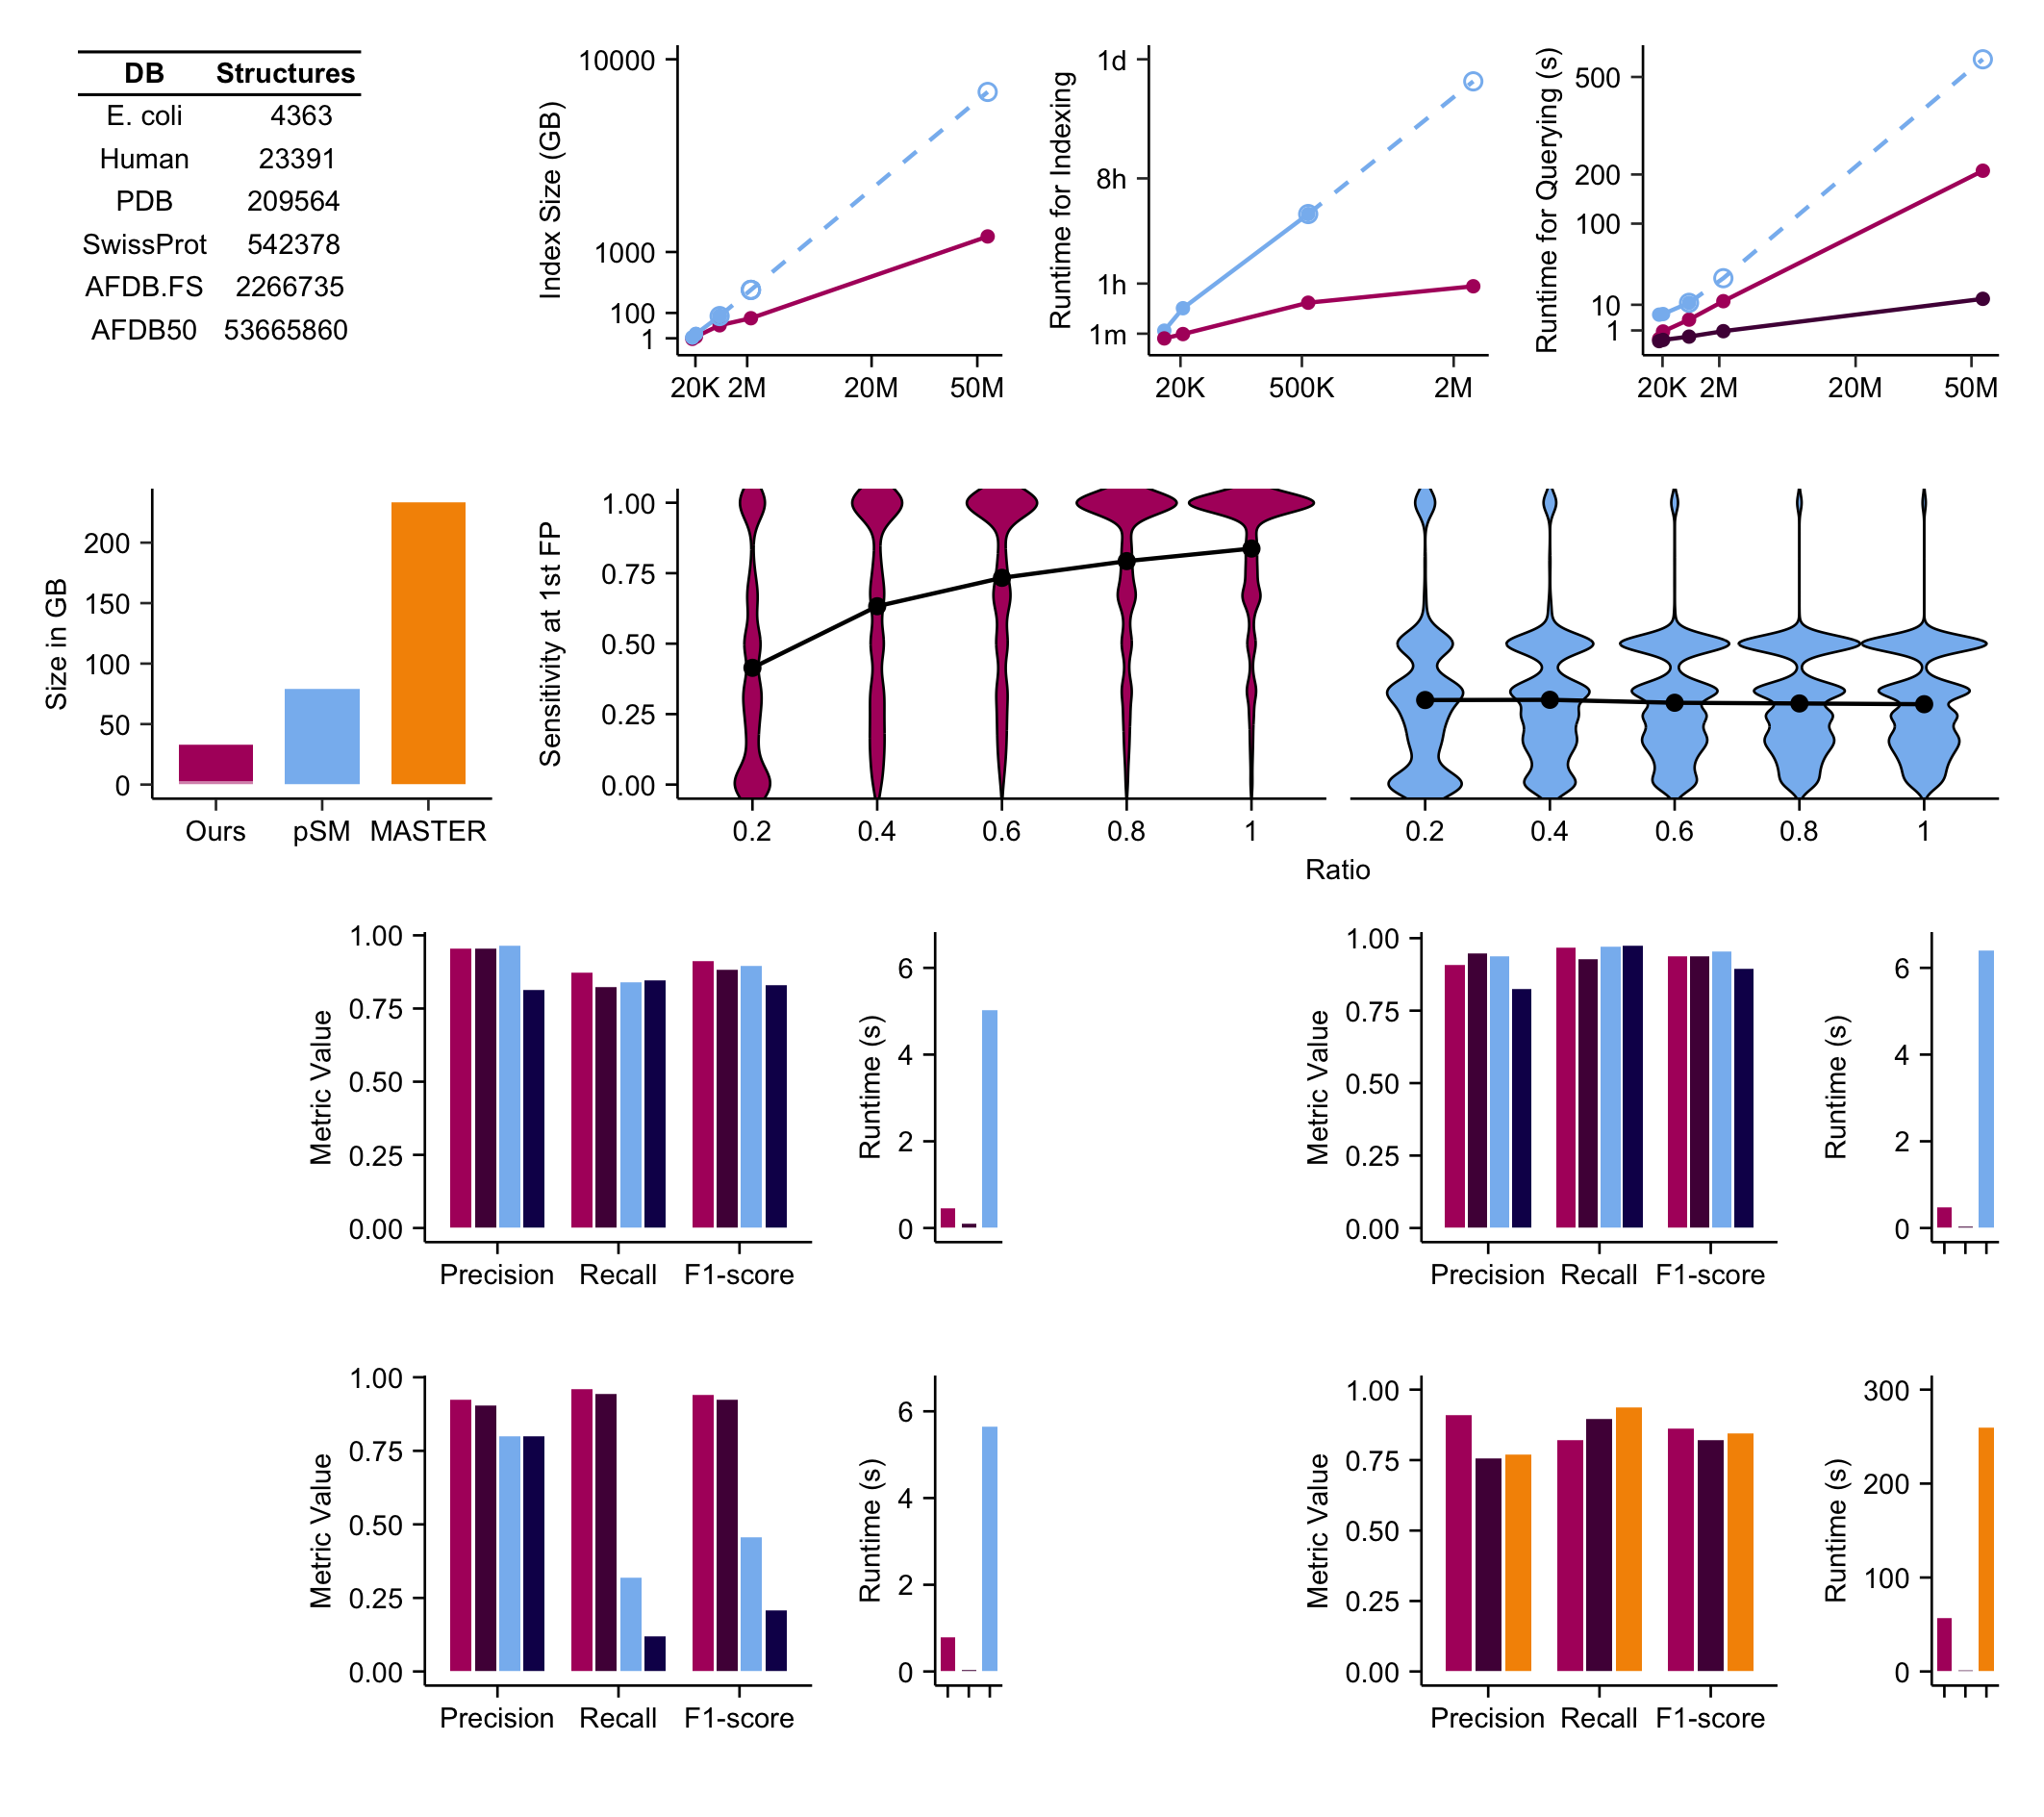 DB Structures
E. coli 4363
Human 23391
PDB 209564
SwissProt 542378
AFDB.FS 2266735
AFDB50 53665860
Index Size (GB)
10000
1000
100
1
20K 2M 20M 50M
Runtime for Indexing
1d
8h
1h
1m
20K 500K 2M
Runtime for Querying (s)
500
200
100
10
1
20K 2M 20M 50M
Size in GB
200
150
100
50
0
Ours pSM MASTER
Sensitivity at 1st FP
1.00
0.75
0.50
0.25
0.00
0.2 0.4 0.6 0.8 1
0.2 0.4 0.6 0.8 1
Ratio
Metric Value
1.00
0.75
0.50
0.25
0.00
Precision Recall F1-score
Runtime (s)
6
4
2
0
Metric Value
1.00
0.75
0.50
0.25
0.00
Precision Recall F1-score
Runtime (s)
6
4
2
0
Metric Value
1.00
0.75
0.50
0.25
0.00
Precision Recall F1-score
Runtime (s)
6
4
2
0
Metric Value
1.00
0.75
0.50
0.25
0.00
Precision Recall F1-score
Runtime (s)
300
200
100
0